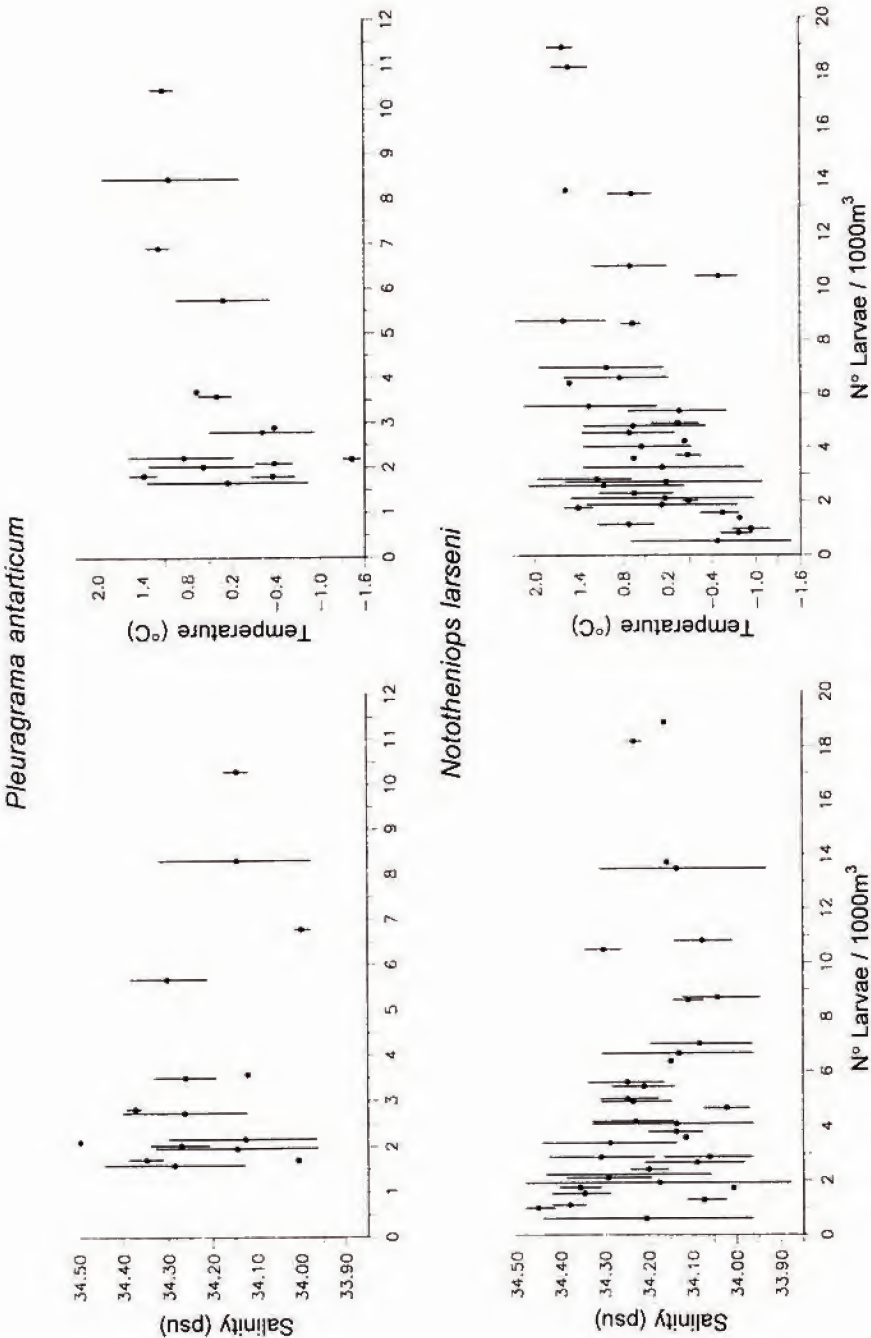 Pleuragrama antarticum
Salinity (psu)
34.50
34.40
34.30
34.20
34.10
34.00
33.90
0 1 2 3 4 5 6 7 8 9 10 11 12
Temperature (°C)
2.0
1.4
0.8
0.2
-0.4
-1.0
-1.6
0 1 2 3 4 5 6 7 8 9 10 11 12
Nototheniops larseni
Salinity (psu)
34.50
34.40
34.30
34.20
34.10
34.00
33.90
0 2 4 6 8 10 12 14 16 18 20
N° Larvae / 1000m³
Temperature (°C)
2.0
1.4
0.8
0.2
-0.4
-1.0
-1.6
0 2 4 6 8 10 12 14 16 18 20
N° Larvae / 1000m³